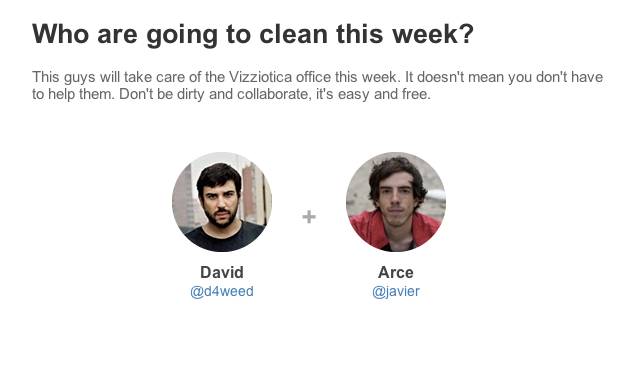 Who are going to clean this week?
This guys will take care of the Vizziotica office this week. It doesn't mean you don't have
to help them. Don't be dirty and collaborate, it's easy and free.
+
David Arce
@d4weed @javier